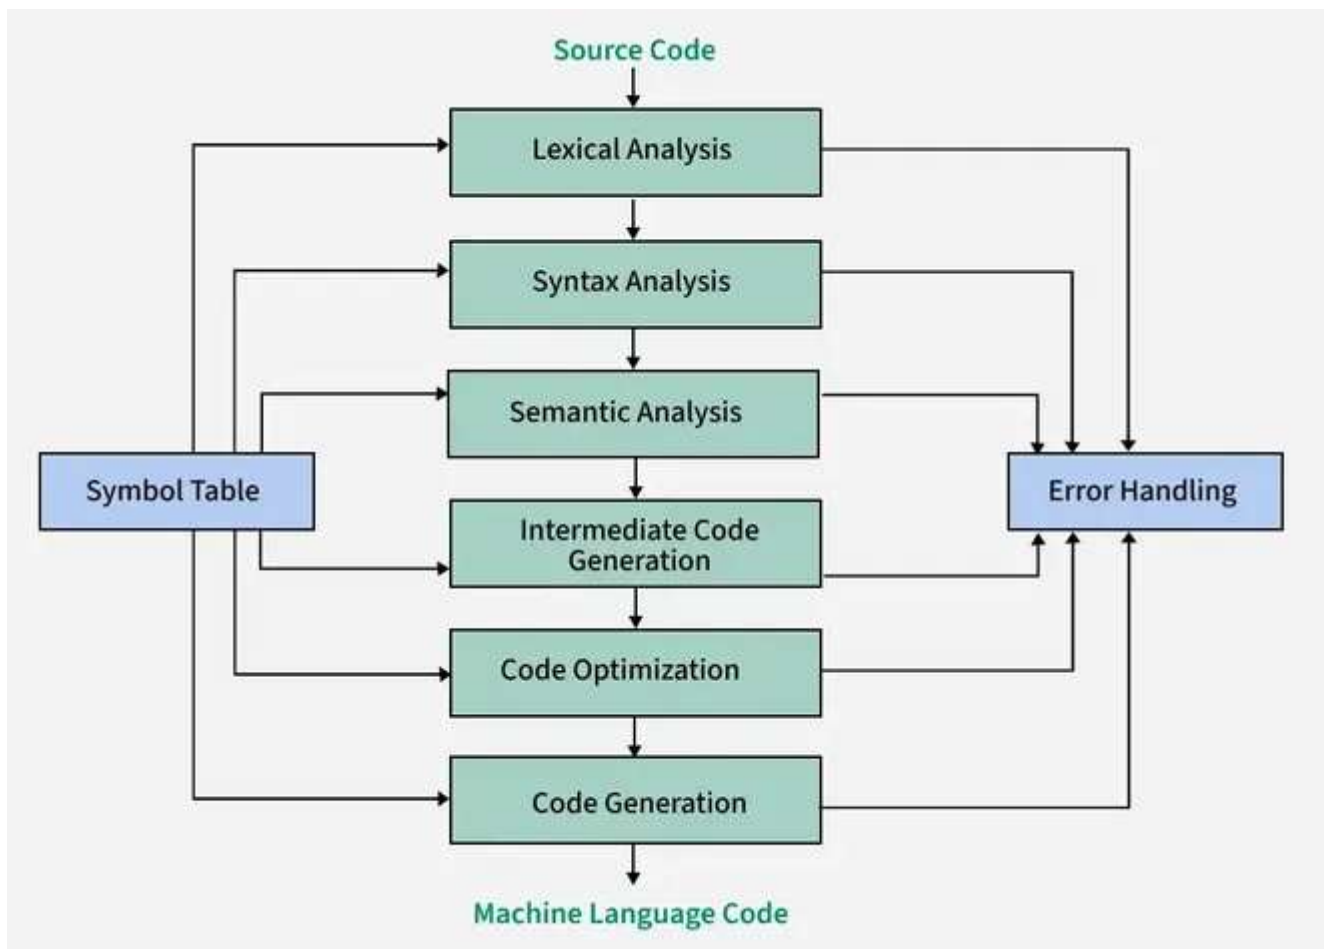 Source Code
Lexical Analysis
Syntax Analysis
Semantic Analysis
Symbol Table
Error Handling
Intermediate Code
Generation
Code Optimization
Code Generation
Machine Language Code